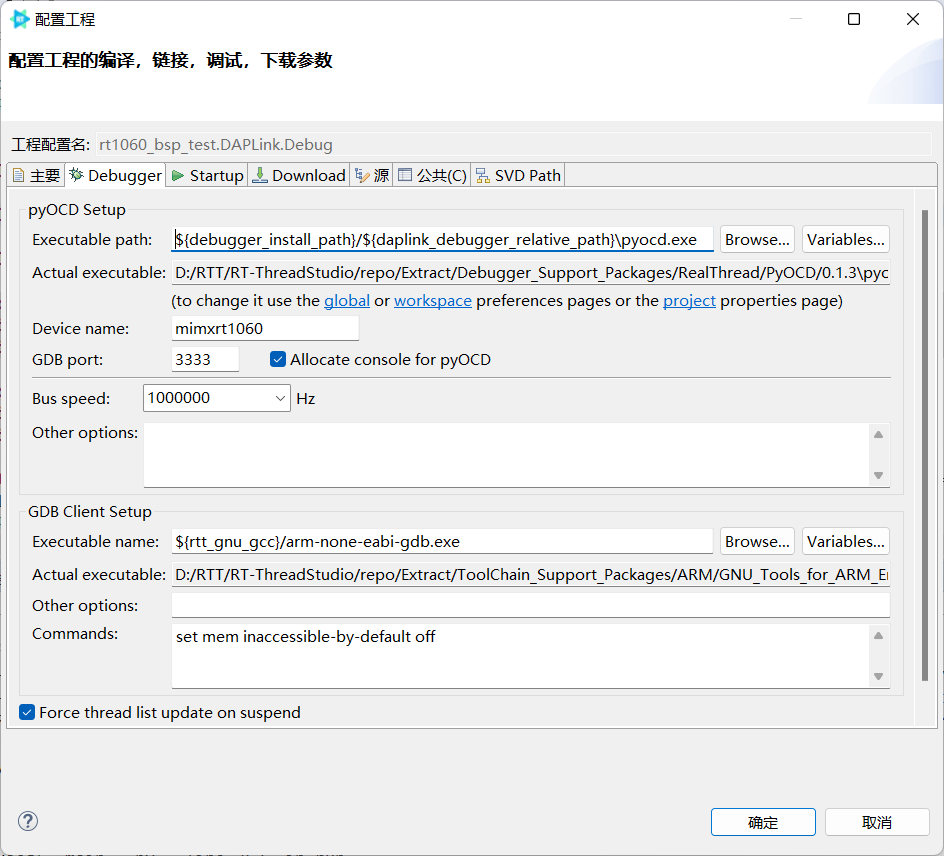 配置工程
配置工程的编译，链接，调试，下载参数
工程配置名: rt1060_bsp_test.DAPLink.Debug
主要 Debugger Startup Download 源 公共(C) SVD Path
pyOCD Setup
Executable path: ${debugger_install_path}/${daplink_debugger_relative_path}\pyocd.exe Browse... Variables...
Actual executable: D:/RTT/RT-ThreadStudio/repo/Extract/Debugger_Support_Packages/RealThread/PyOCD/0.1.3\pyc
(to change it use the global or workspace preferences pages or the project properties page)
Device name: mimxrt1060
GDB port: 3333 Allocate console for pyOCD
Bus speed: 1000000 Hz
Other options:
GDB Client Setup
Executable name: ${rtt_gnu_gcc}/arm-none-eabi-gdb.exe Browse... Variables...
Actual executable: D:/RTT/RT-ThreadStudio/repo/Extract/ToolChain_Support_Packages/ARM/GNU_Tools_for_ARM_E
Other options:
Commands: set mem inaccessible-by-default off
Force thread list update on suspend
确定 取消